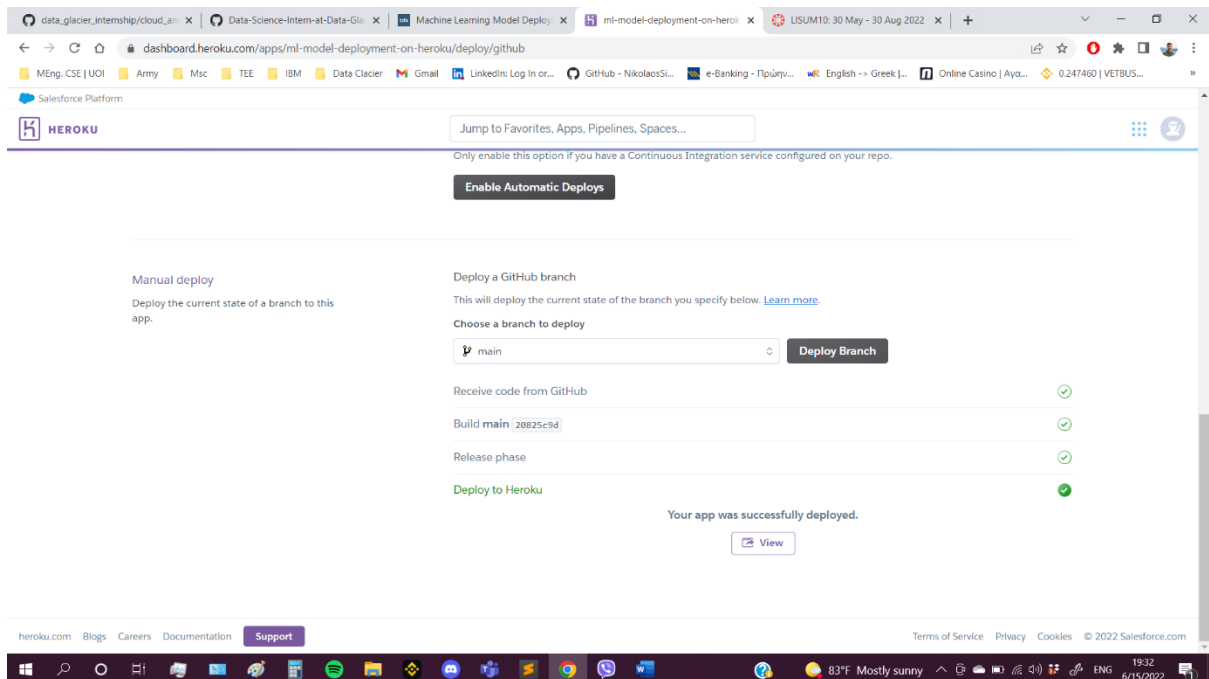 data_glacier_internship/cloud_an
Data-Science-Intern-at-Data-Gla
Machine Learning Model Deploy
ml-model-deployment-on-herok
LISUM10: 30 May - 30 Aug 2022
dashboard.heroku.com/apps/ml-model-deployment-on-heroku/deploy/github
MEng. CSE | UOI
Army
Msc
TEE
IBM
Data Clacier
Gmail
LinkedIn: Log In or...
GitHub - NikolaosSi...
e-Banking - Πρώην...
English -> Greek |...
Online Casino | Αγο...
0.247460 | VETBUS...
Salesforce Platform
HEROKU
Jump to Favorites, Apps, Pipelines, Spaces...
Only enable this option if you have a Continuous Integration service configured on your repo.
Enable Automatic Deploys
Manual deploy
Deploy the current state of a branch to this
app.
Deploy a GitHub branch
This will deploy the current state of the branch you specify below. Learn more.
Choose a branch to deploy
main
Deploy Branch
Receive code from GitHub
Build main 20825c9d
Release phase
Deploy to Heroku
Your app was successfully deployed.
View
heroku.com Blogs Careers Documentation Support
Terms of Service Privacy Cookies © 2022 Salesforce.com
83°F Mostly sunny
ENG
19:32
6/15/2022